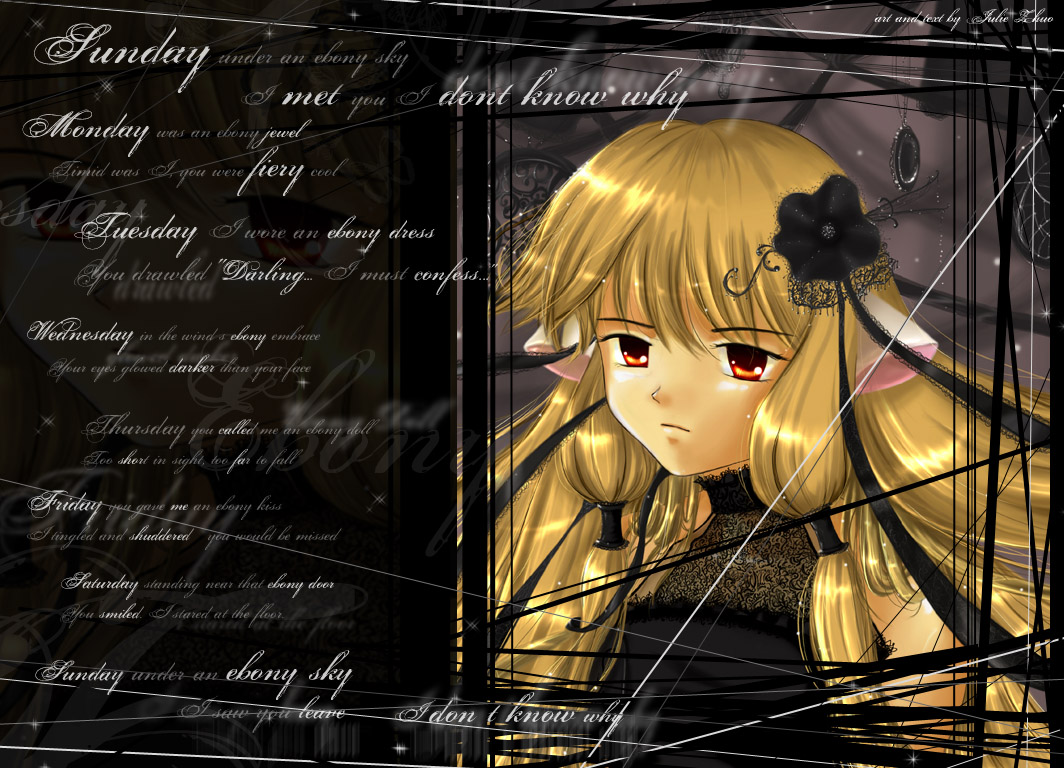 art and text by Julie Zhuo
Sunday under an ebony sky
I met you I dont know why
Monday was an ebony jewel
Timid was I, you were fiery cool
Tuesday I wore an ebony dress
You drawled "Darling... I must confess..."
Wednesday in the wind's ebony embrace
Your eyes glowed darker than your face
Thursday you called me an ebony doll
Too short in sight, too far to fall
Friday you gave me an ebony kiss
I tingled and shuddered you would be missed
Saturday standing near that ebony door
You smiled. I stared at the floor...
Sunday under an ebony sky
I saw you leave I don't know why